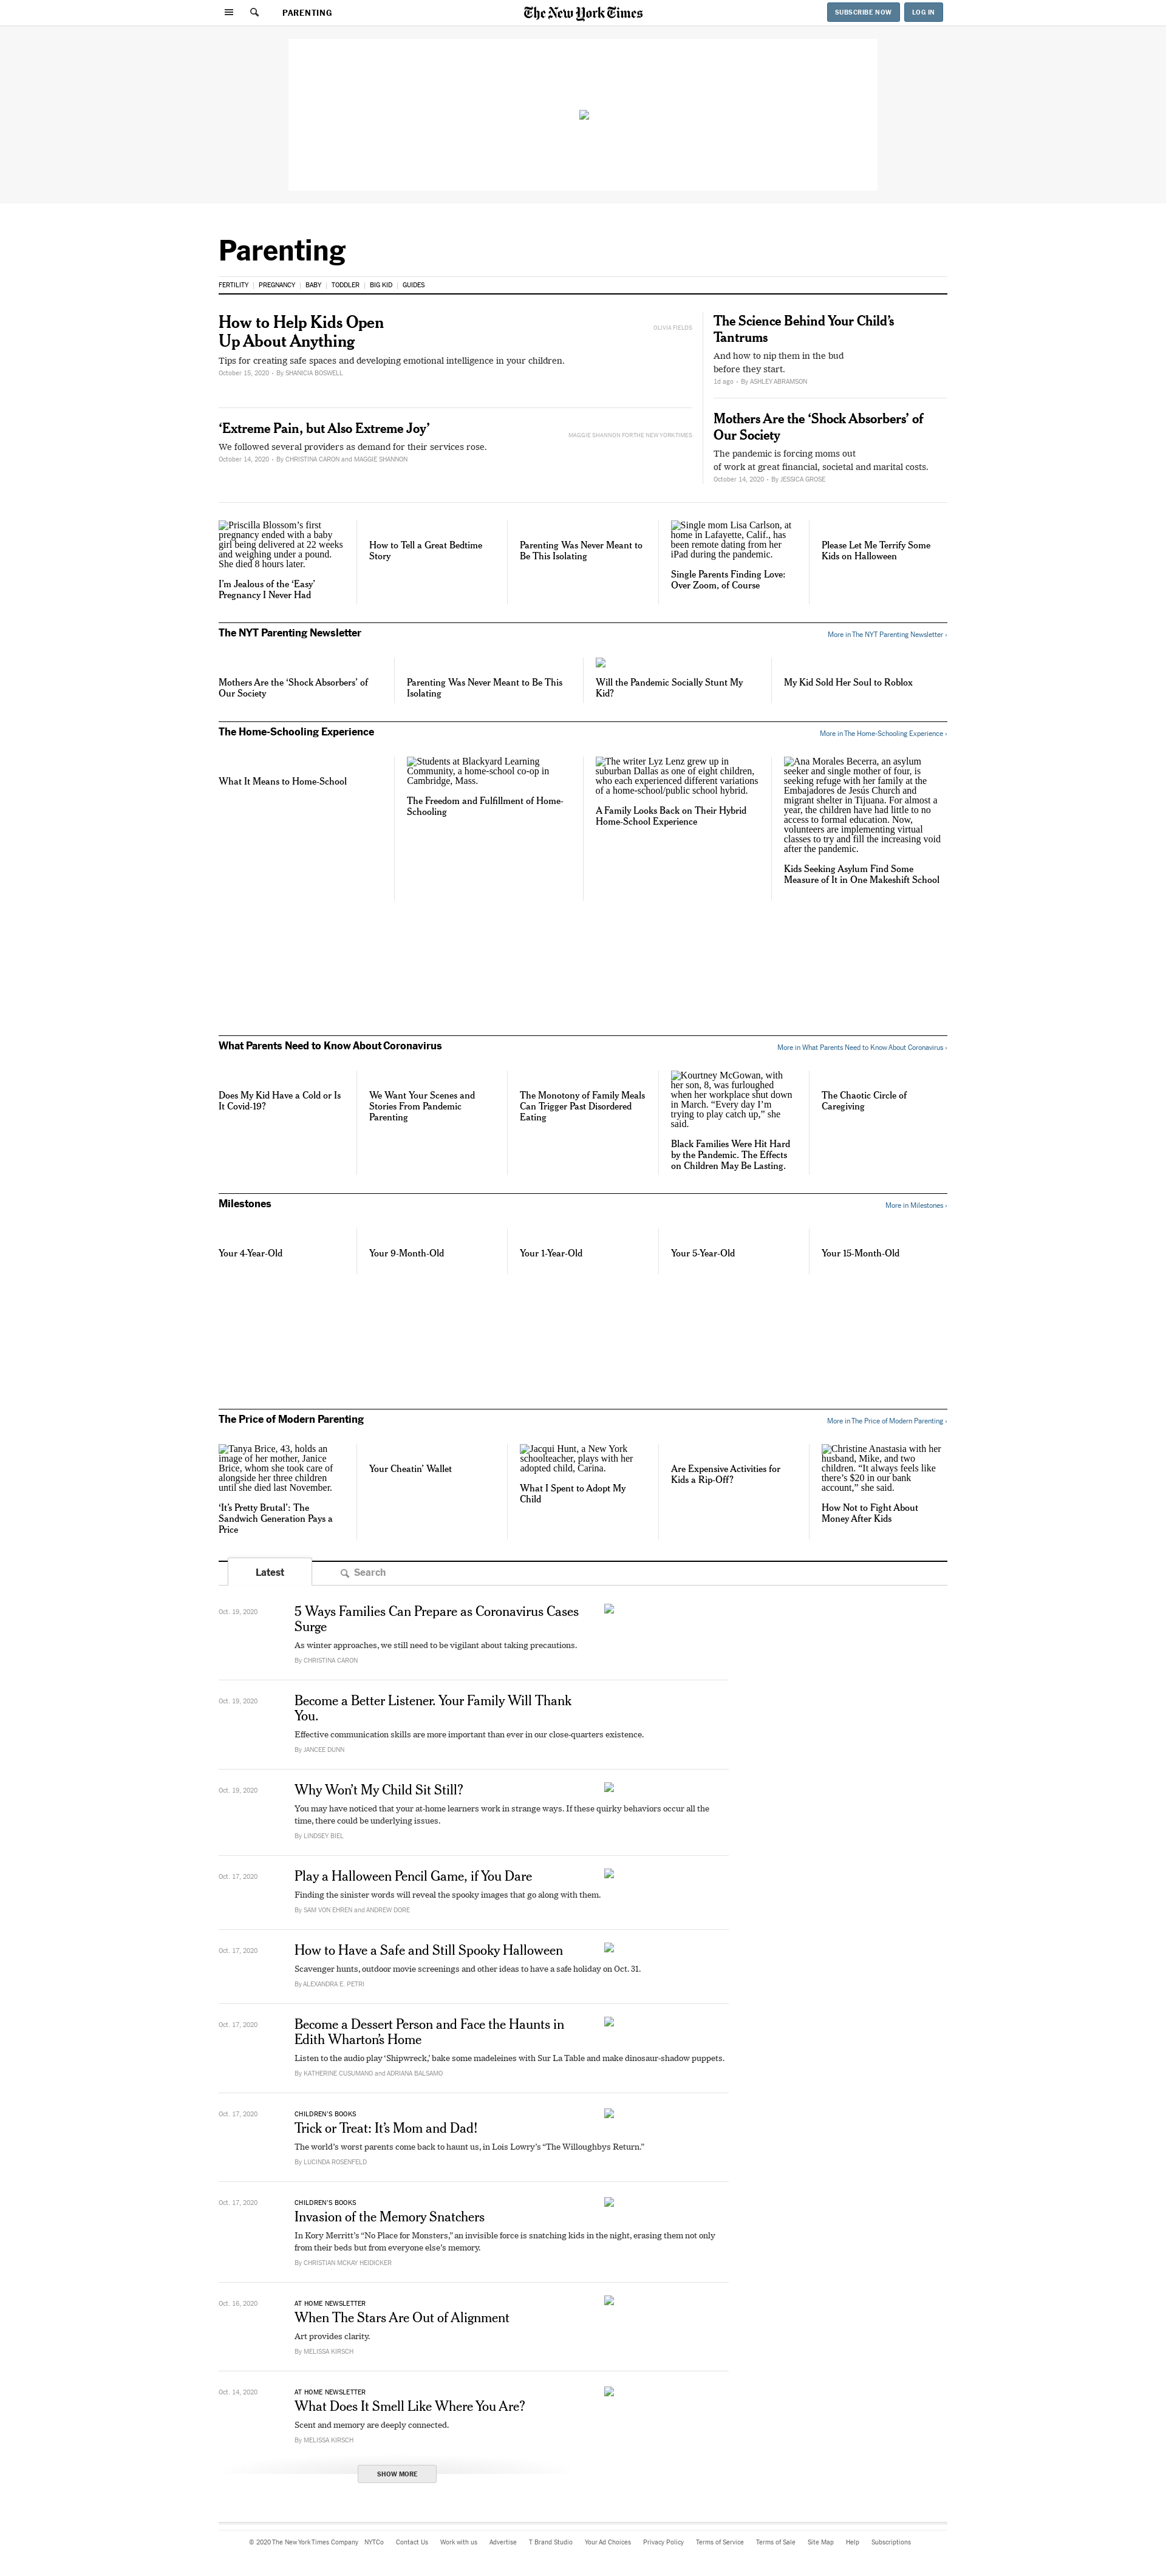 PARENTING
The New York Times
SUBSCRIBE NOW
LOG IN
Parenting
FERTILITY
PREGNANCY
BABY
TODDLER
BIG KID
GUIDES
How to Help Kids Open
Up About Anything
OLIVIA FIELDS
Tips for creating safe spaces and developing emotional intelligence in your children.
October 15, 2020 • By SHANICIA BOSWELL
‘Extreme Pain, but Also Extreme Joy’
MAGGIE SHANNON FOR THE NEW YORK TIMES
We followed several providers as demand for their services rose.
October 14, 2020 • By CHRISTINA CARON and MAGGIE SHANNON
The Science Behind Your Child’s
Tantrums
And how to nip them in the bud
before they start.
1d ago • By ASHLEY ABRAMSON
Mothers Are the ‘Shock Absorbers’ of
Our Society
The pandemic is forcing moms out
of work at great financial, societal and marital costs.
October 14, 2020 • By JESSICA GROSE
Priscilla Blossom’s first
pregnancy ended with a baby
girl being delivered at 22 weeks
and weighing under a pound.
She died 8 hours later.
I’m Jealous of the ‘Easy’
Pregnancy I Never Had
How to Tell a Great Bedtime
Story
Parenting Was Never Meant to
Be This Isolating
Single mom Lisa Carlson, at
home in Lafayette, Calif., has
been remote dating from her
iPad during the pandemic.
Single Parents Finding Love:
Over Zoom, of Course
Please Let Me Terrify Some
Kids on Halloween
The NYT Parenting Newsletter
More in The NYT Parenting Newsletter ›
Mothers Are the ‘Shock Absorbers’ of
Our Society
Parenting Was Never Meant to Be This
Isolating
Will the Pandemic Socially Stunt My
Kid?
My Kid Sold Her Soul to Roblox
The Home-Schooling Experience
More in The Home-Schooling Experience ›
What It Means to Home-School
Students at Blackyard Learning
Community, a home-school co-op in
Cambridge, Mass.
The Freedom and Fulfillment of Home-
Schooling
The writer Lyz Lenz grew up in
suburban Dallas as one of eight children,
who each experienced different variations
of a home-school/public school hybrid.
A Family Looks Back on Their Hybrid
Home-School Experience
Ana Morales Becerra, an asylum
seeker and single mother of four, is
seeking refuge with her family at the
Embajadores de Jesús Church and
migrant shelter in Tijuana. For almost a
year, the children have had little to no
access to formal education. Now,
volunteers are implementing virtual
classes to try and fill the increasing void
after the pandemic.
Kids Seeking Asylum Find Some
Measure of It in One Makeshift School
What Parents Need to Know About Coronavirus
More in What Parents Need to Know About Coronavirus ›
Does My Kid Have a Cold or Is
It Covid-19?
We Want Your Scenes and
Stories From Pandemic
Parenting
The Monotony of Family Meals
Can Trigger Past Disordered
Eating
Kourtney McGowan, with
her son, 8, was furloughed
when her workplace shut down
in March. “Every day I’m
trying to play catch up,” she
said.
Black Families Were Hit Hard
by the Pandemic. The Effects
on Children May Be Lasting.
The Chaotic Circle of
Caregiving
Milestones
More in Milestones ›
Your 4-Year-Old
Your 9-Month-Old
Your 1-Year-Old
Your 5-Year-Old
Your 15-Month-Old
The Price of Modern Parenting
More in The Price of Modern Parenting ›
Tanya Brice, 43, holds an
image of her mother, Janice
Brice, whom she took care of
alongside her three children
until she died last November.
‘It’s Pretty Brutal’: The
Sandwich Generation Pays a
Price
Your Cheatin’ Wallet
Jacqui Hunt, a New York
schoolteacher, plays with her
adopted child, Carina.
What I Spent to Adopt My
Child
Are Expensive Activities for
Kids a Rip-Off?
Christine Anastasia with her
husband, Mike, and two
children. “It always feels like
there’s $20 in our bank
account,” she said.
How Not to Fight About
Money After Kids
Latest
Search
Oct. 19, 2020
5 Ways Families Can Prepare as Coronavirus Cases
Surge
As winter approaches, we still need to be vigilant about taking precautions.
By CHRISTINA CARON
Oct. 19, 2020
Become a Better Listener. Your Family Will Thank
You.
Effective communication skills are more important than ever in our close-quarters existence.
By JANCEE DUNN
Oct. 19, 2020
Why Won’t My Child Sit Still?
You may have noticed that your at-home learners work in strange ways. If these quirky behaviors occur all the
time, there could be underlying issues.
By LINDSEY BIEL
Oct. 17, 2020
Play a Halloween Pencil Game, if You Dare
Finding the sinister words will reveal the spooky images that go along with them.
By SAM VON EHREN and ANDREW DORE
Oct. 17, 2020
How to Have a Safe and Still Spooky Halloween
Scavenger hunts, outdoor movie screenings and other ideas to have a safe holiday on Oct. 31.
By ALEXANDRA E. PETRI
Oct. 17, 2020
Become a Dessert Person and Face the Haunts in
Edith Wharton’s Home
Listen to the audio play ‘Shipwreck,’ bake some madeleines with Sur La Table and make dinosaur-shadow puppets.
By KATHERINE CUSUMANO and ADRIANA BALSAMO
Oct. 17, 2020
CHILDREN’S BOOKS
Trick or Treat: It’s Mom and Dad!
The world’s worst parents come back to haunt us, in Lois Lowry’s “The Willoughbys Return.”
By LUCINDA ROSENFELD
Oct. 17, 2020
CHILDREN’S BOOKS
Invasion of the Memory Snatchers
In Kory Merritt’s “No Place for Monsters,” an invisible force is snatching kids in the night, erasing them not only
from their beds but from everyone else’s memory.
By CHRISTIAN MCKAY HEIDICKER
Oct. 16, 2020
AT HOME NEWSLETTER
When The Stars Are Out of Alignment
Art provides clarity.
By MELISSA KIRSCH
Oct. 14, 2020
AT HOME NEWSLETTER
What Does It Smell Like Where You Are?
Scent and memory are deeply connected.
By MELISSA KIRSCH
SHOW MORE
© 2020 The New York Times Company NYTCo Contact Us Work with us Advertise T Brand Studio Your Ad Choices Privacy Policy Terms of Service Terms of Sale Site Map Help Subscriptions